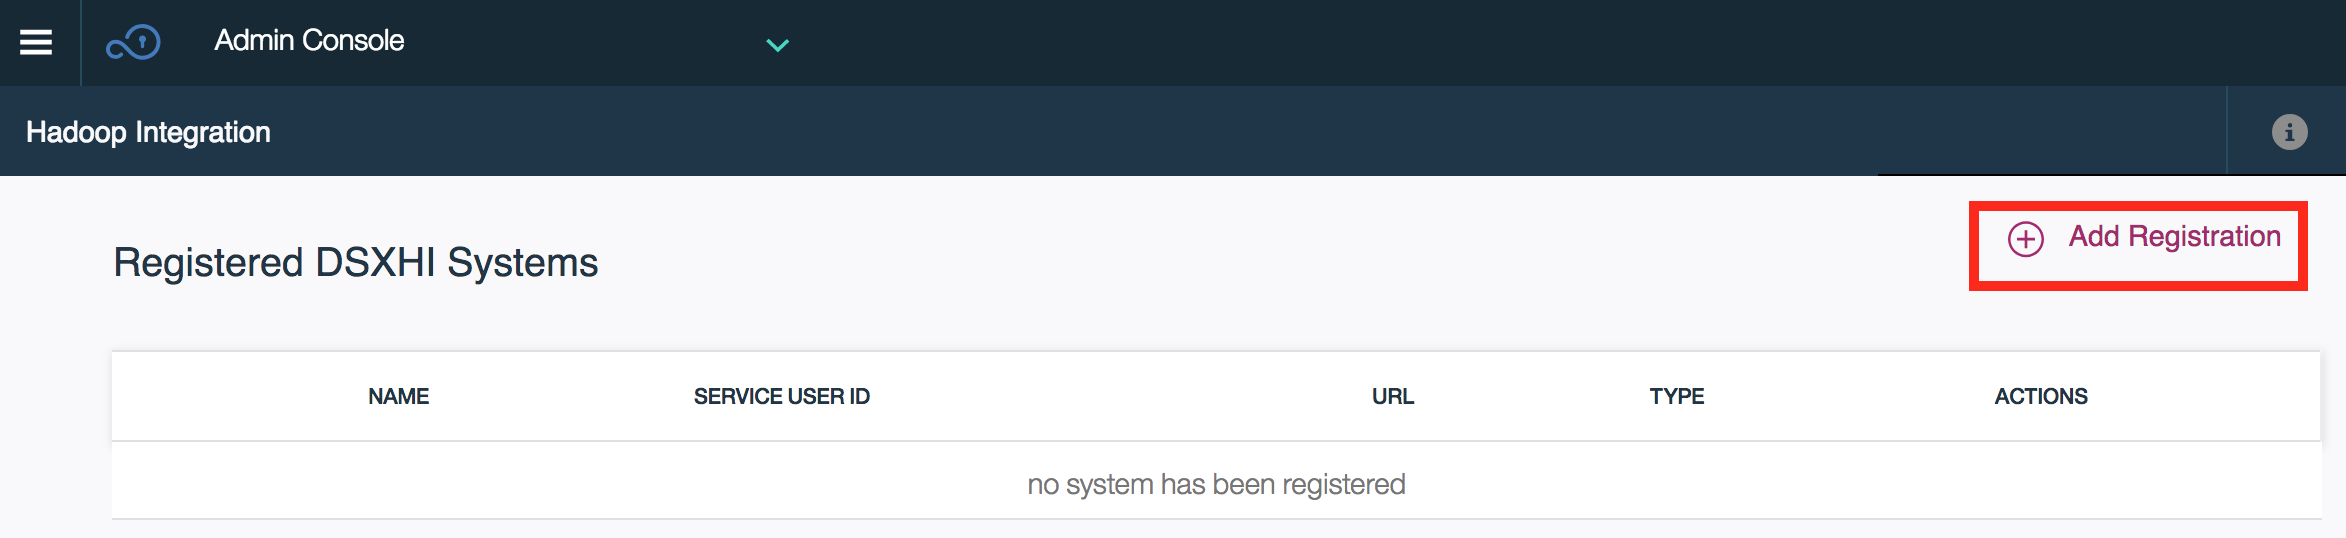 Admin Console
Hadoop Integration
Add Registration
Registered DSXHI Systems
NAME SERVICE USER ID URL TYPE ACTIONS
no system has been registered